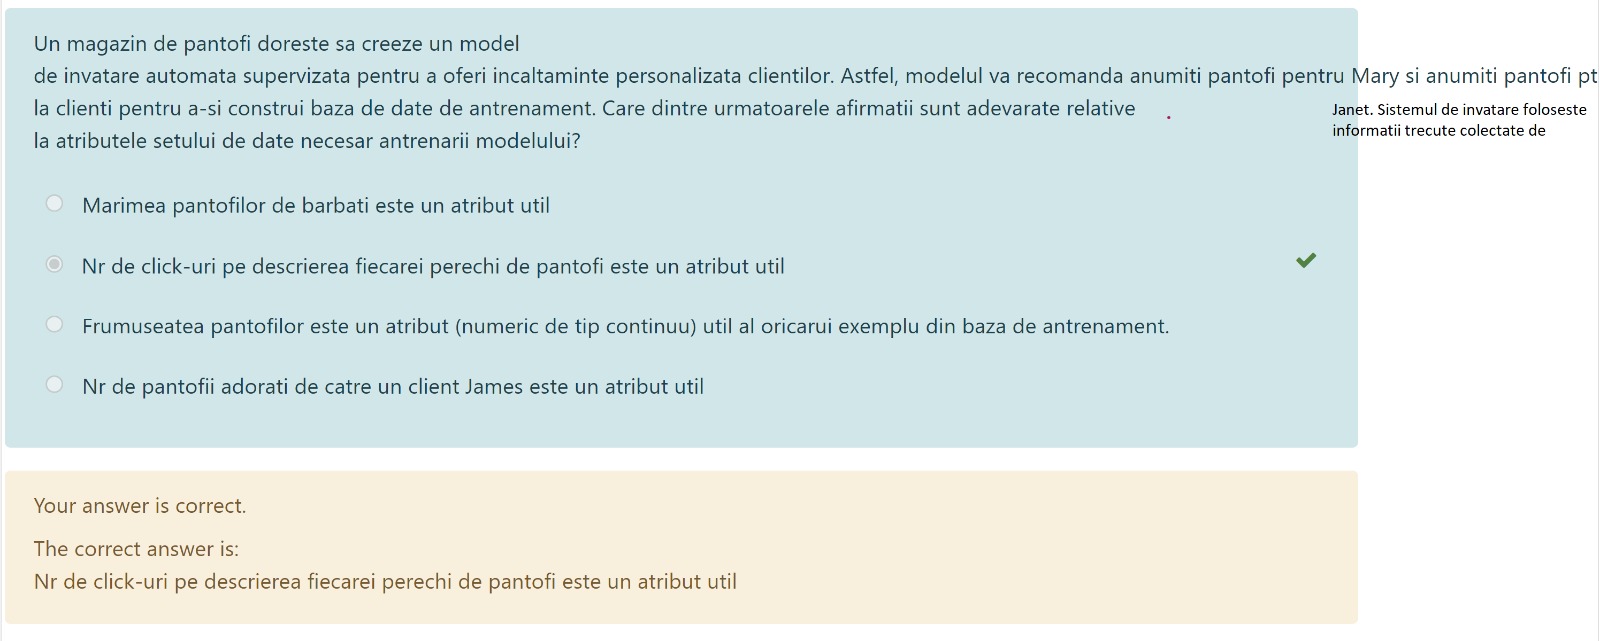 Un magazin de pantofi doreste sa creeze un model
de invatare automata supervizata pentru a oferi incaltaminte personalizata clientilor. Astfel, modelul va recomanda anumiti pantofi pentru Mary si anumiti pantofi pt
Janet. Sistemul de invatare foloseste
informatii trecute colectate de
la clienti pentru a-si construi baza de date de antrenament. Care dintre urmatoarele afirmatii sunt adevarate relative
la atributele setului de date necesar antrenarii modelului?
Marimea pantofilor de barbati este un atribut util
Nr de click-uri pe descrierea fiecarei perechi de pantofi este un atribut util
Frumuseatea pantofilor este un atribut (numeric de tip continuu) util al oricarui exemplu din baza de antrenament.
Nr de pantofii adorati de catre un client James este un atribut util
Your answer is correct.
The correct answer is:
Nr de click-uri pe descrierea fiecarei perechi de pantofi este un atribut util